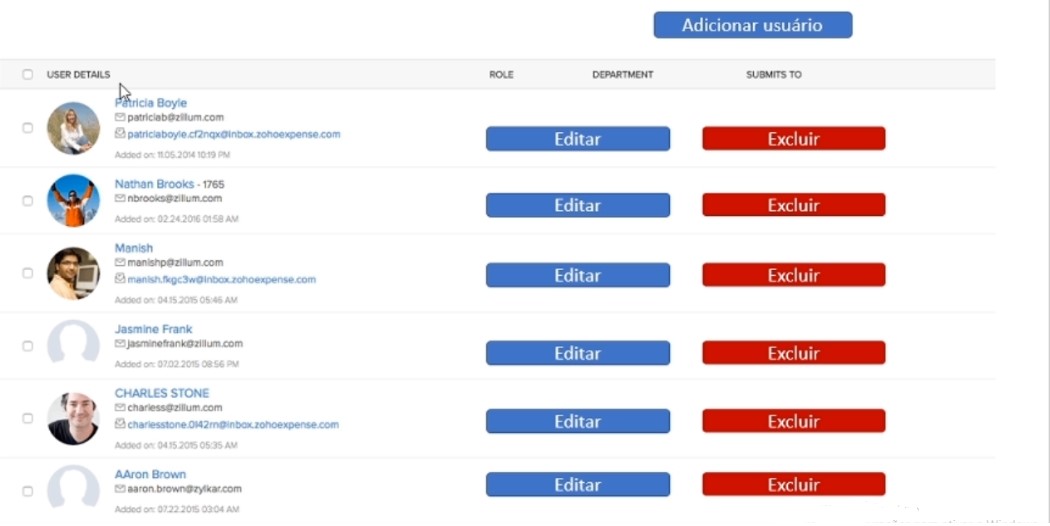 Adicionar usuário
USER DETAILS ROLE DEPARTMENT SUBMITS TO
Patricia Boyle
patriciab@zillum.com
patriciaboyle.cf2nqx@inbox.zohoexpense.com
Added on: 11.05.2014 10:19 PM
Editar Excluir
Nathan Brooks - 1765
nbrooks@zillum.com
Added on: 02.24.2016 01:58 AM
Editar Excluir
Manish
manishp@zillum.com
manish.fkgc3w@inbox.zohoexpense.com
Added on: 04.15.2015 05:46 AM
Editar Excluir
Jasmine Frank
jasminefrank@zillum.com
Added on: 07.02.2015 08:56 PM
Editar Excluir
CHARLES STONE
charless@zillum.com
charlesstone.0l42rn@inbox.zohoexpense.com
Added on: 04.15.2015 05:35 AM
Editar Excluir
AAron Brown
aaron.brown@zylkar.com
Added on: 07.22.2015 03:04 AM
Editar Excluir